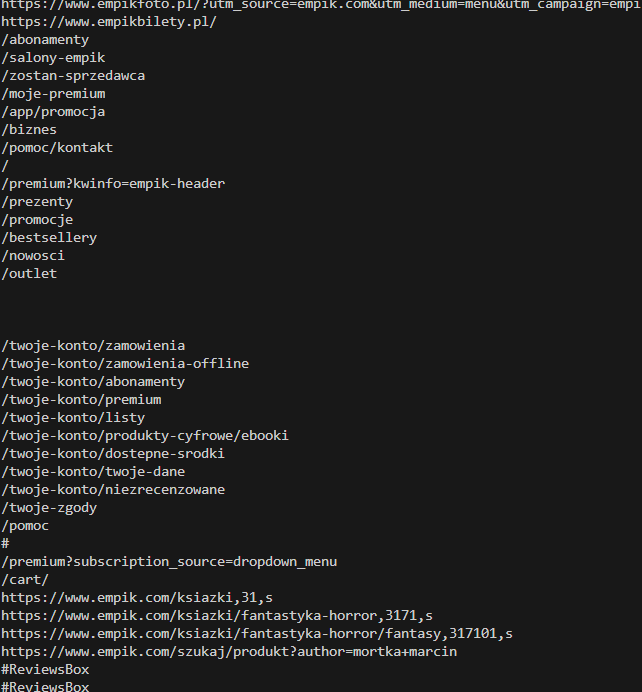 https://www.empikfoto.pl/?utm_source=empik.com&utm_medium=menu&utm_campaign=empi
https://www.empikbilety.pl/
/abonamenty
/salony-empik
/zostan-sprzedawca
/moje-premium
/app/promocja
/biznes
/pomoc/kontakt
/
/premium?kwinfo=empik-header
/prezenty
/promocje
/bestsellery
/nowosci
/outlet
/twoje-konto/zamowienia
/twoje-konto/zamowienia-offline
/twoje-konto/abonamenty
/twoje-konto/premium
/twoje-konto/listy
/twoje-konto/produkty-cyfrowe/ebooki
/twoje-konto/dostepne-srodki
/twoje-konto/twoje-dane
/twoje-konto/niezrecenzowane
/twoje-zgody
/pomoc
#
/premium?subscription_source=dropdown_menu
/cart/
https://www.empik.com/ksiazki,31,s
https://www.empik.com/ksiazki/fantastyka-horror,3171,s
https://www.empik.com/ksiazki/fantastyka-horror/fantasy,317101,s
https://www.empik.com/szukaj/produkt?author=mortka+marcin
#ReviewsBox
#ReviewsBox